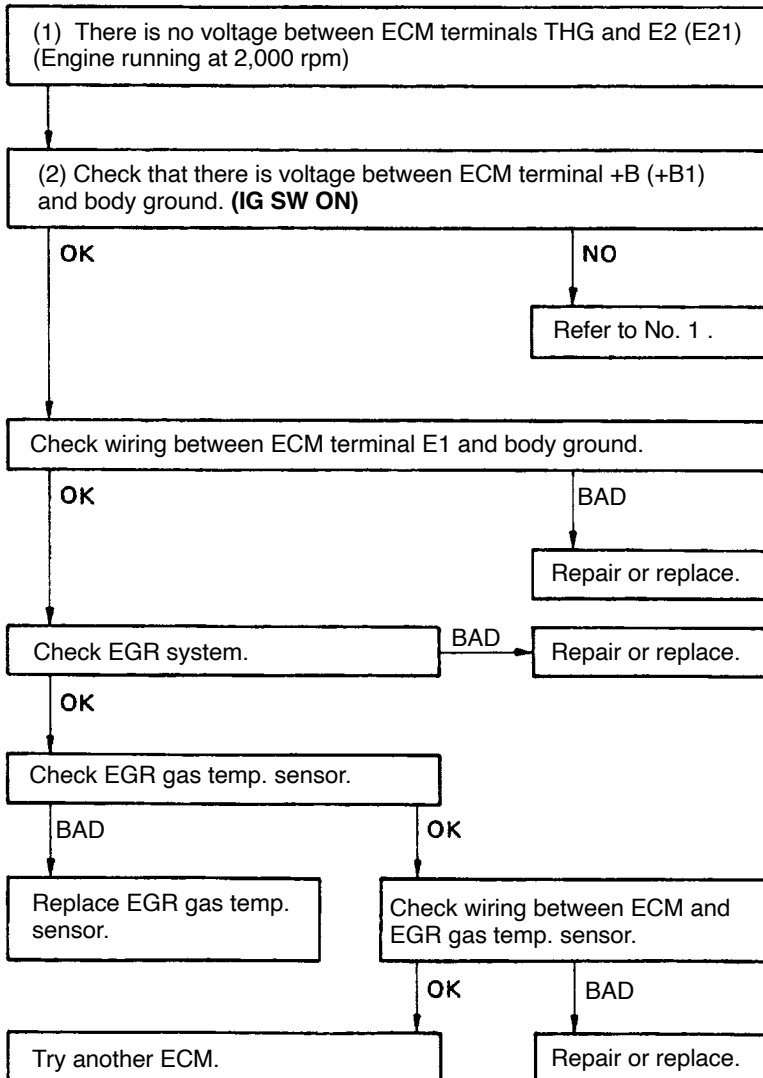 (1) There is no voltage between ECM terminals THG and E2 (E21)
(Engine running at 2,000 rpm)
(2) Check that there is voltage between ECM terminal +B (+B1)
and body ground. (IG SW ON)
OK
NO
Refer to No. 1 .
Check wiring between ECM terminal E1 and body ground.
OK
BAD
Repair or replace.
Check EGR system.
BAD
Repair or replace.
OK
Check EGR gas temp. sensor.
BAD
OK
Replace EGR gas temp.
sensor.
Check wiring between ECM and
EGR gas temp. sensor.
OK
BAD
Try another ECM.
Repair or replace.